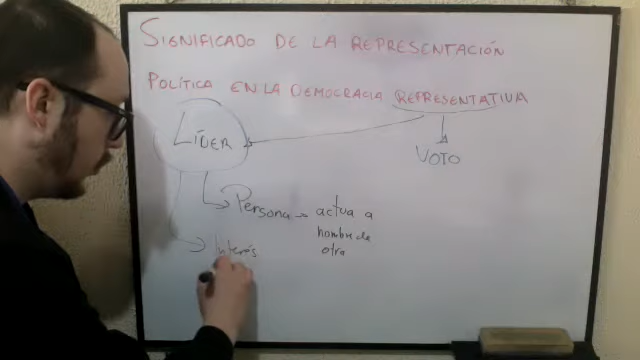 SIGNIFICADO DE LA REPRESENTACIÓN
POLÍTICA EN LA DEMOCRACIA REPRESENTATIVA
LÍDER
VOTO
Persona → actua a
nombre de
otra
Interés